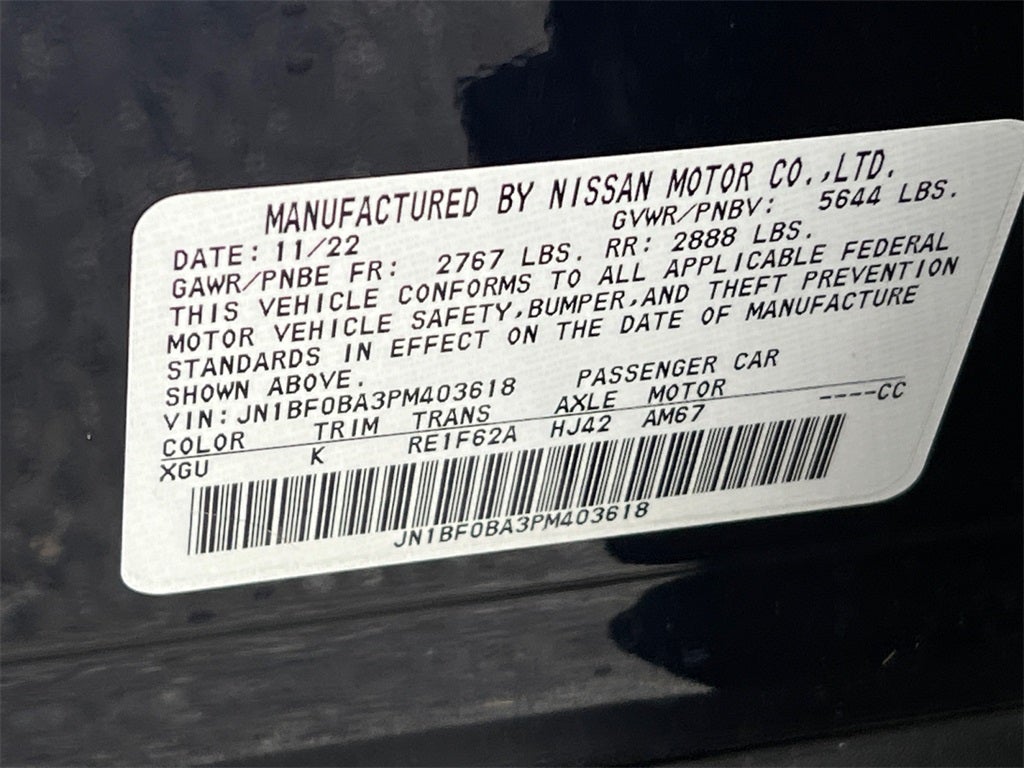 MANUFACTURED BY NISSAN MOTOR CO.,LTD.
DATE: 11/22 GVWR/PNBV: 5644 LBS.
GAWR/PNBE FR: 2767 LBS. RR: 2888 LBS.
THIS VEHICLE CONFORMS TO ALL APPLICABLE FEDERAL
MOTOR VEHICLE SAFETY,BUMPER,AND THEFT PREVENTION
STANDARDS IN EFFECT ON THE DATE OF MANUFACTURE
SHOWN ABOVE.
VIN:JN1BF0BA3PM403618 PASSENGER CAR
COLOR TRIM TRANS AXLE MOTOR
XGU K RE1F62A HJ42 AM67 ----CC
JN1BF0BA3PM403618